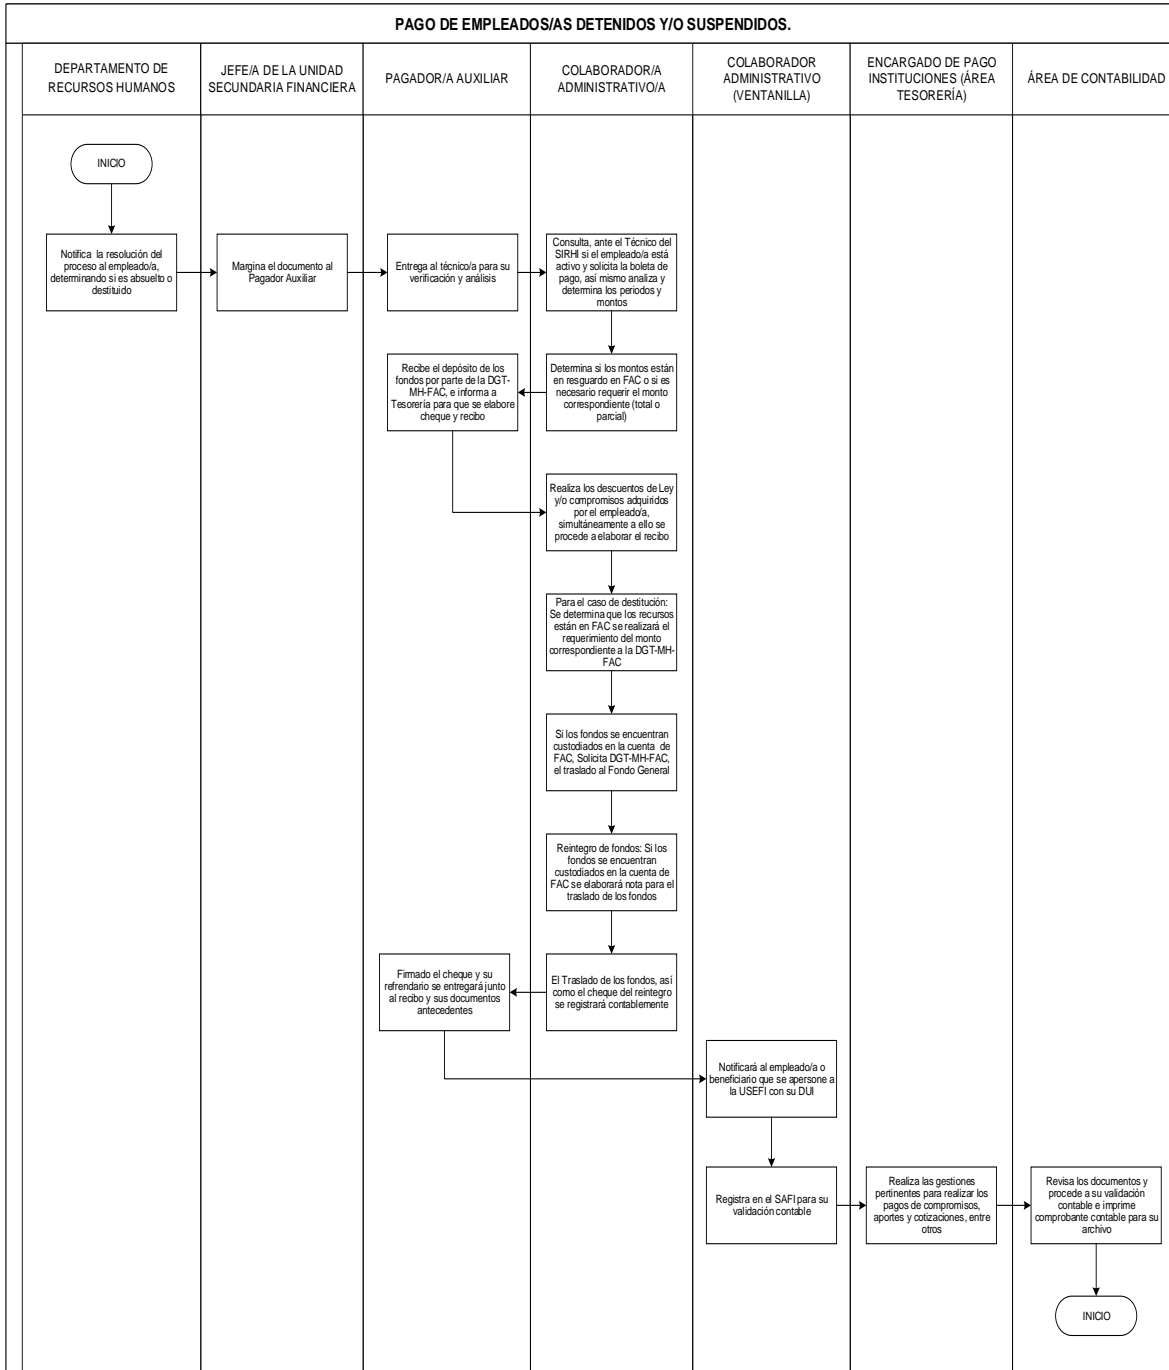 PAGO DE EMPLEADOS/AS DETENIDOS Y/O SUSPENDIDOS.
DEPARTAMENTO DE
RECURSOS HUMANOS
JEFE/A DE LA UNIDAD
SECUNDARIA FINANCIERA
PAGADOR/A AUXILIAR
COLABORADOR/A
ADMINISTRATIVO/A
COLABORADOR
ADMINISTRATIVO
(VENTANILLA)
ENCARGADO DE PAGO
INSTITUCIONES (ÁREA
TESORERÍA)
ÁREA DE CONTABILIDAD
INICIO
Notifica la resolución del
proceso al empleado/a,
determinando si es absuelto o
destituido
Margina el documento al
Pagador Auxiliar
Entrega al técnico/a para su
verificación y análisis
Consulta, ante el Técnico del
SIRHI si el empleado/a está
activo y solicita la boleta de
pago, así mismo analiza y
determina los periodos y
montos
Determina si los montos están
en resguardo en FAC o si es
necesario requerir el monto
correspondiente (total o
parcial)
Recibe el depósito de los
fondos por parte de la DGT-
MH-FAC, e informa a
Tesorería para que se elabore
cheque y recibo
Realiza los descuentos de Ley
y/o compromisos adquiridos
por el empleado/a,
simultáneamente a ello se
procede a elaborar el recibo
Para el caso de destitución:
Se determina que los recursos
están en FAC se realizará el
requerimiento del monto
correspondiente a la DGT-MH-
FAC
Si los fondos se encuentran
custodiados en la cuenta de
FAC, Solicita DGT-MH-FAC,
el traslado al Fondo General
Reintegro de fondos: Si los
fondos se encuentran
custodiados en la cuenta de
FAC se elaborará nota para el
traslado de los fondos
El Traslado de los fondos, así
como el cheque del reintegro
se registrará contablemente
Firmado el cheque y su
refrendario se entregará junto
al recibo y sus documentos
antecedentes
Notificará al empleado/a o
beneficiario que se apersone a
la USEFI con su DUI
Registra en el SAFI para su
validación contable
Realiza las gestiones
pertinentes para realizar los
pagos de compromisos,
aportes y cotizaciones, entre
otros
Revisa los documentos y
procede a su validación
contable e imprime
comprobante contable para su
archivo
INICIO